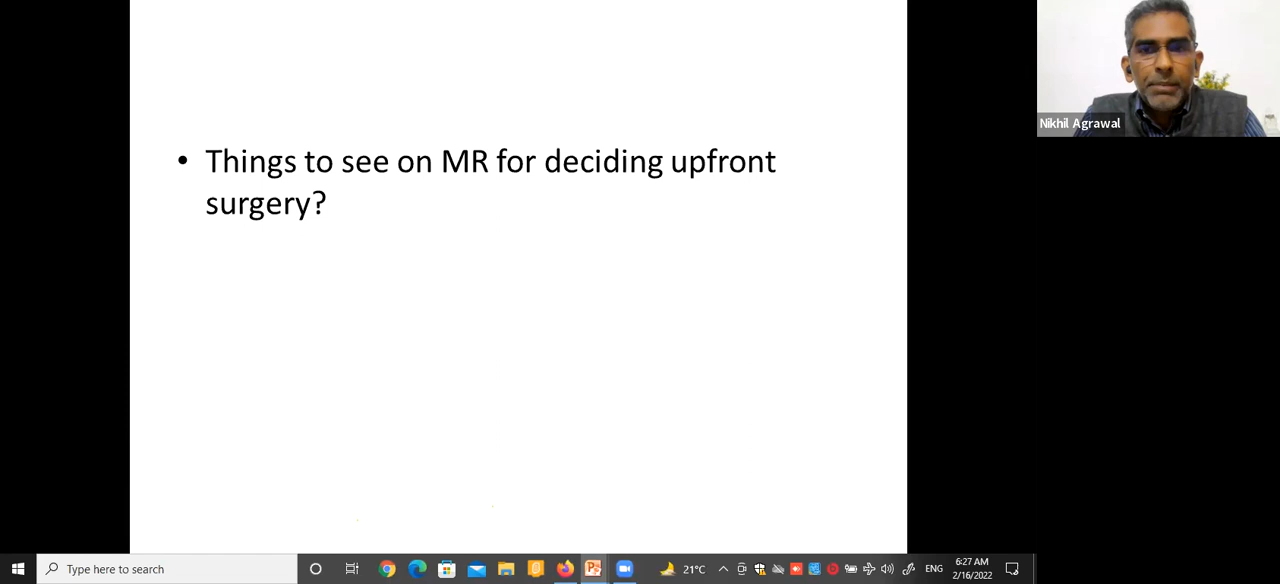 • Things to see on MR for deciding upfront
surgery?
Nikhil Agrawal
Type here to search
21°C
ENG
6:27 AM
2/16/2022